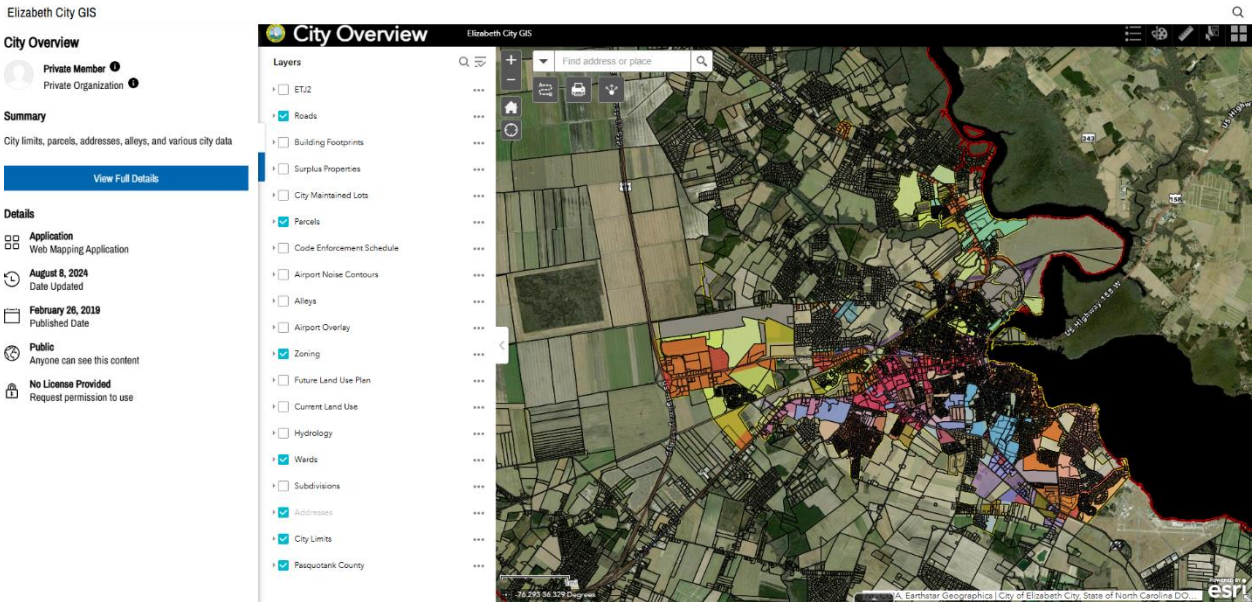 Elizabeth City GIS
City Overview
Private Member
Private Organization
Summary
City limits, parcels, addresses, alleys, and various city data
View Full Details
Details
Application
Web Mapping Application
August 8, 2024
Date Updated
February 26, 2019
Published Date
Public
Anyone can see this content
No License Provided
Request permission to use
City Overview
Elizabeth City GIS
Layers
ETJ2
Roads
Building Footprints
Surplus Properties
City Maintained Lots
Parcels
Code Enforcement Schedule
Airport Noise Contours
Alleys
Airport Overlay
Zoning
Future Land Use Plan
Current Land Use
Hydrology
Wards
Subdivisions
Addresses
City Limits
Pasquotank County
Find address or place
343
158
US Highway 158 W
-76.293 36.329 Degrees
Earthstar Geographics | City of Elizabeth City, State of North Carolina DO...
POWERED BY
esri